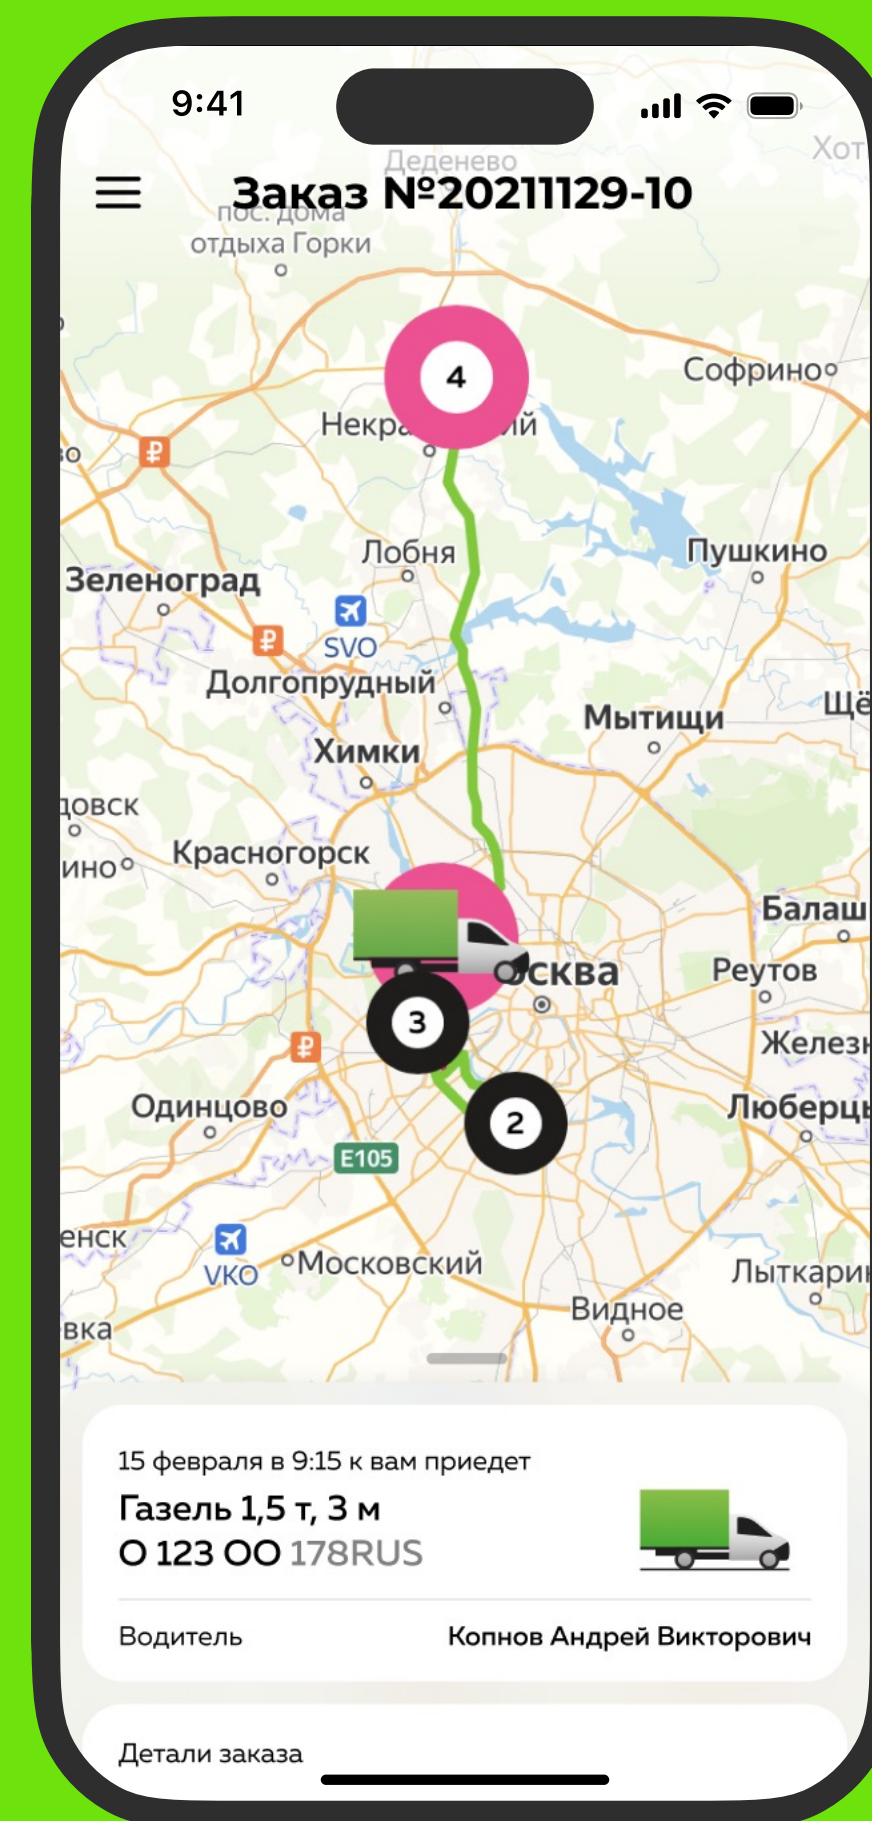 9:41
Хот
Деденево
Заказ №20211129-10
пос. дома
отдыха Горки
Софрино
4
Некра ий
Лобня
Пушкино
Зеленоград
SVO
Долгопрудный
Щё
Мытищи
Химки
довск
Красногорск
ино
Балаш
осква
Реутов
3
Желез
Одинцово
Люберц
2
E105
енск
VKO
Московский
Лыткари
Видное
вка
15 февраля в 9:15 к вам приедет
Газель 1,5 т, 3 м
О 123 ОО 178RUS
Водитель
Копнов Андрей Викторович
Детали заказа